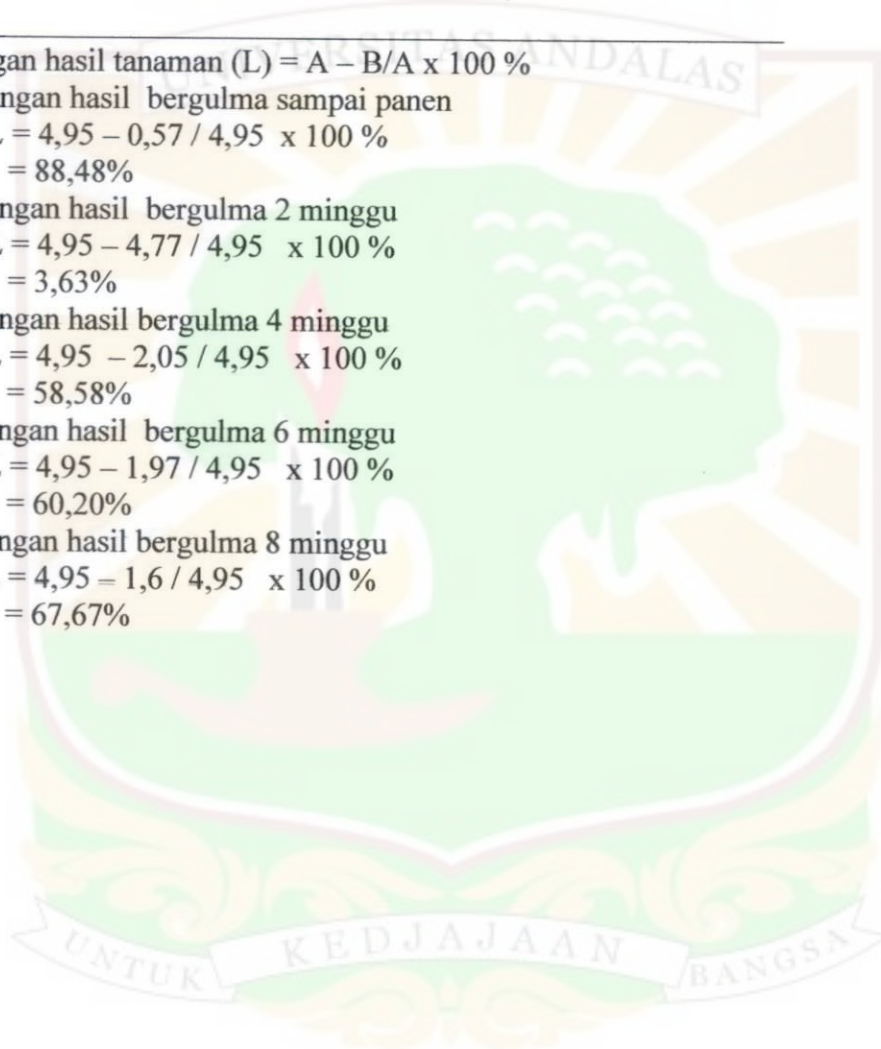 UNIVERSITAS ANDALAS
gan hasil tanaman (L) = A – B/A x 100 %
ngan hasil bergulma sampai panen
= 4,95 – 0,57 / 4,95 x 100 %
= 88,48%
ngan hasil bergulma 2 minggu
= 4,95 – 4,77 / 4,95 x 100 %
= 3,63%
ngan hasil bergulma 4 minggu
= 4,95 – 2,05 / 4,95 x 100 %
= 58,58%
ngan hasil bergulma 6 minggu
= 4,95 – 1,97 / 4,95 x 100 %
= 60,20%
ngan hasil bergulma 8 minggu
= 4,95 – 1,6 / 4,95 x 100 %
= 67,67%
UNTUK KEDJAJAAN BANGSA